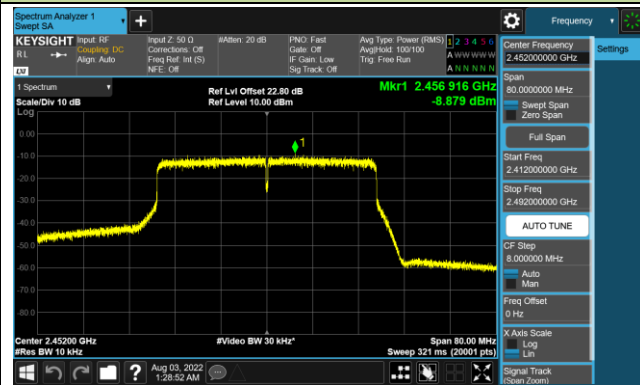 Spectrum Analyzer 1
Swept SA
Frequency
KEYSIGHT
Input: RF
Coupling: DC
Align: Auto
Input Z: 50 Ω
Corrections: Off
Freq Ref: Int (S)
NFE: Off
#Atten: 20 dB
PNO: Fast
Gate: Off
IF Gain: Low
Sig Track: Off
Avg Type: Power (RMS)
Avg|Hold: 100/100
Trig: Free Run
1 2 3 4 5 6
A W W W W W
A N N N N N
R L
LXI
Center Frequency
2.452000000 GHz
Settings
Span
80.0000000 MHz
Swept Span
Zero Span
Full Span
Start Freq
2.412000000 GHz
Stop Freq
2.492000000 GHz
AUTO TUNE
CF Step
8.000000 MHz
Auto
Man
Freq Offset
0 Hz
X Axis Scale
Log
Lin
Signal Track
(Span Zoom)
1 Spectrum
Scale/Div 10 dB
Log
Ref Lvl Offset 22.80 dB
Ref Level 10.00 dBm
Mkr1 2.456 916 GHz
-8.879 dBm
1
0.00
-10.0
-20.0
-30.0
-40.0
-50.0
-60.0
-70.0
-80.0
Center 2.45200 GHz
#Res BW 10 kHz
#Video BW 30 kHz*
Span 80.00 MHz
Sweep 321 ms (20001 pts)
Aug 03, 2022
1:28:52 AM